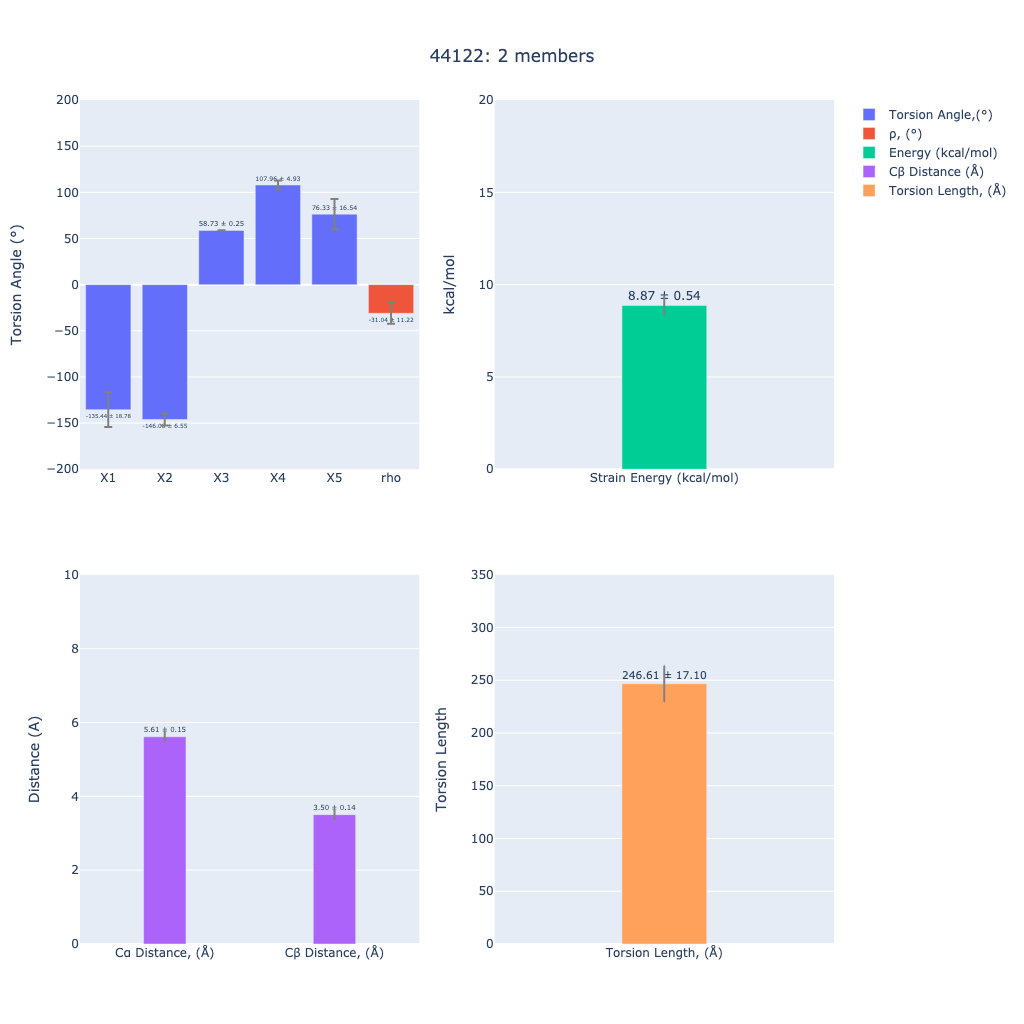 44122: 2 members
Torsion Angle (°)
200
150
100
50
0
−50
−100
−150
−200
-135.44 ± 18.78
58.73 ± 0.25
107.96 ± 4.93
76.33 ± 16.54
-31.04 ± 11.22
X1 X2 X3 X4 X5 rho
kcal/mol
20
15
10
5
0
8.87 ± 0.54
Strain Energy (kcal/mol)
Torsion Angle,(°)
ρ, (°)
Energy (kcal/mol)
Cβ Distance (Å)
Torsion Length, (Å)
Distance (A)
10
8
6
4
2
0
5.61 ± 0.15
3.50 ± 0.14
Cα Distance, (Å) Cβ Distance, (Å)
Torsion Length
350
300
250
200
150
100
50
0
246.61 ± 17.10
Torsion Length, (Å)